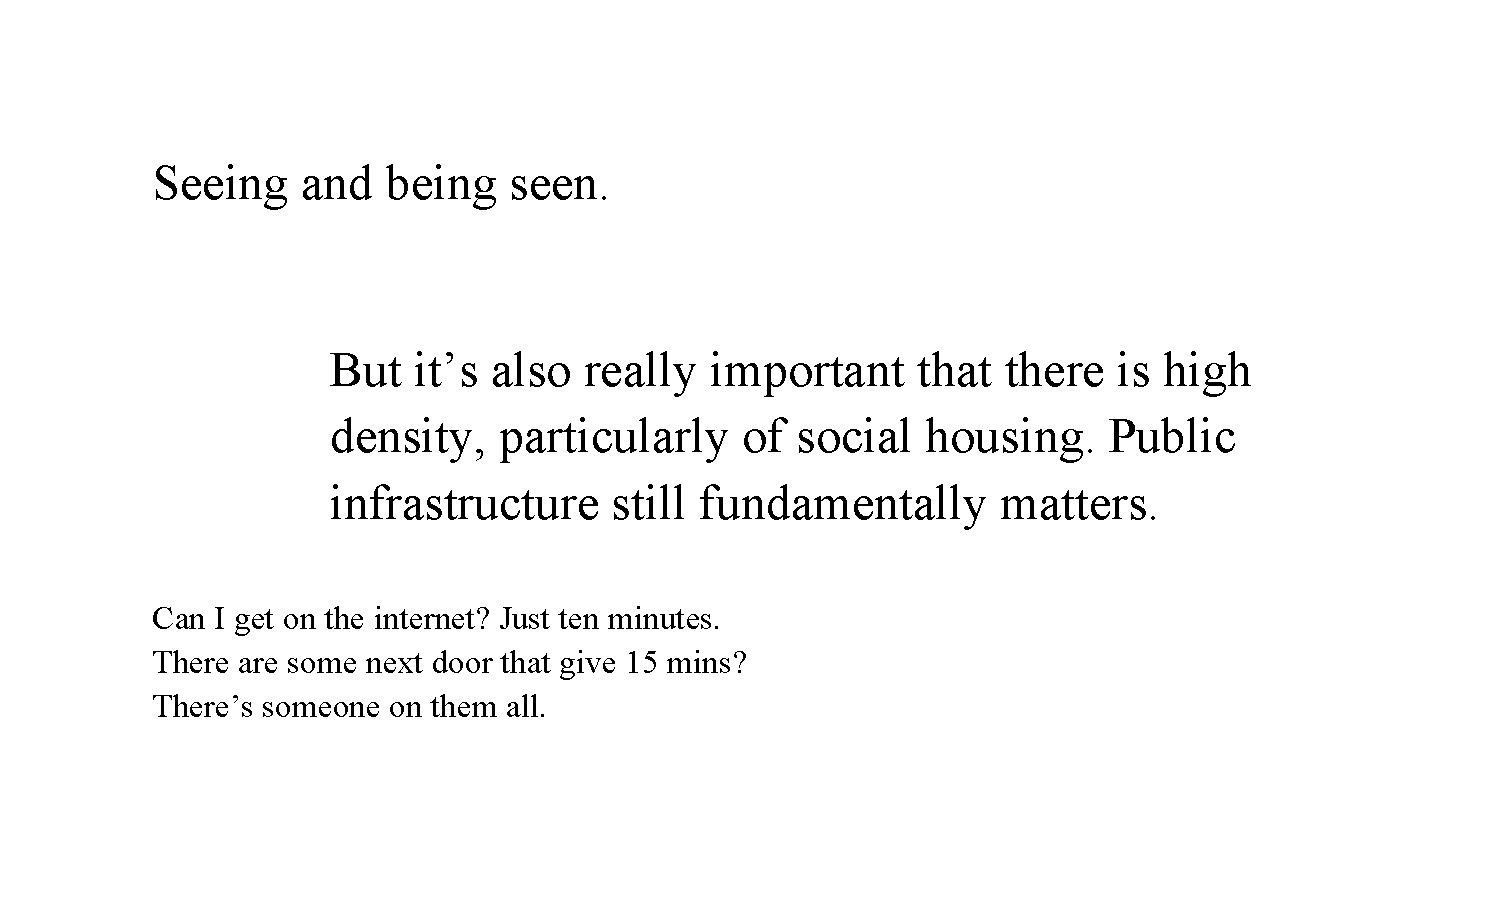 Seeing and being seen.
But it’s also really important that there is high
density, particularly of social housing. Public
infrastructure still fundamentally matters.
Can I get on the internet? Just ten minutes.
There are some next door that give 15 mins?
There’s someone on them all.